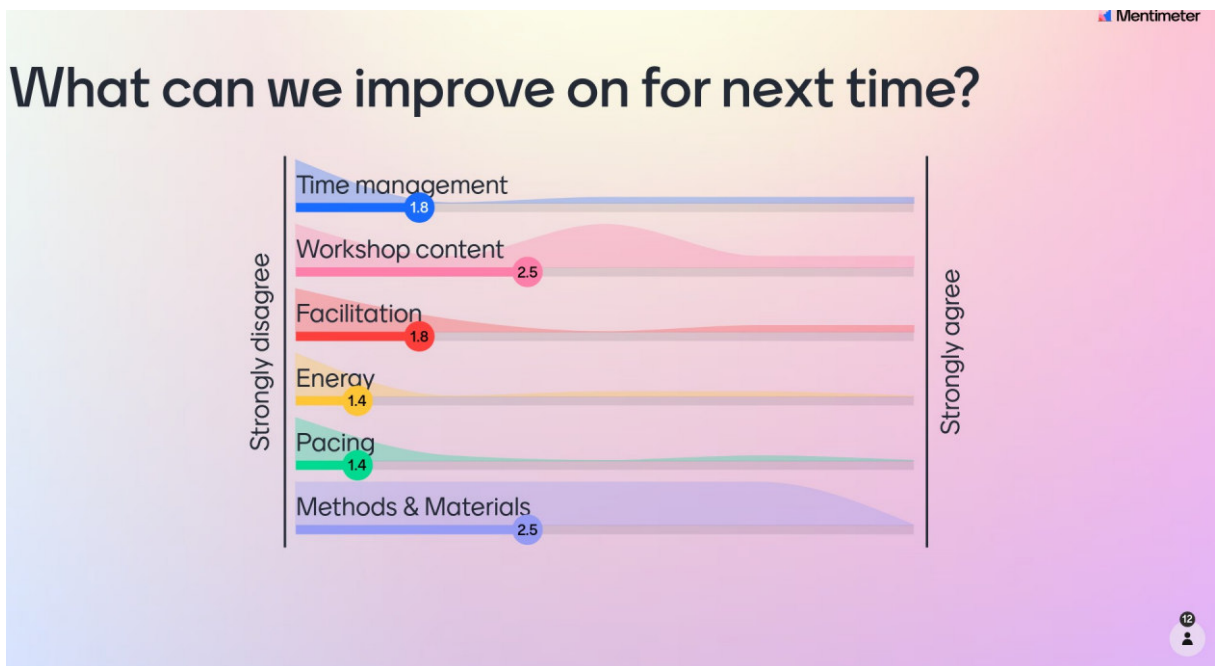 Mentimeter
What can we improve on for next time?
Strongly disagree
Time management
1.8
Workshop content
2.5
Facilitation
1.8
Energy
1.4
Pacing
1.4
Methods & Materials
2.5
Strongly agree
12